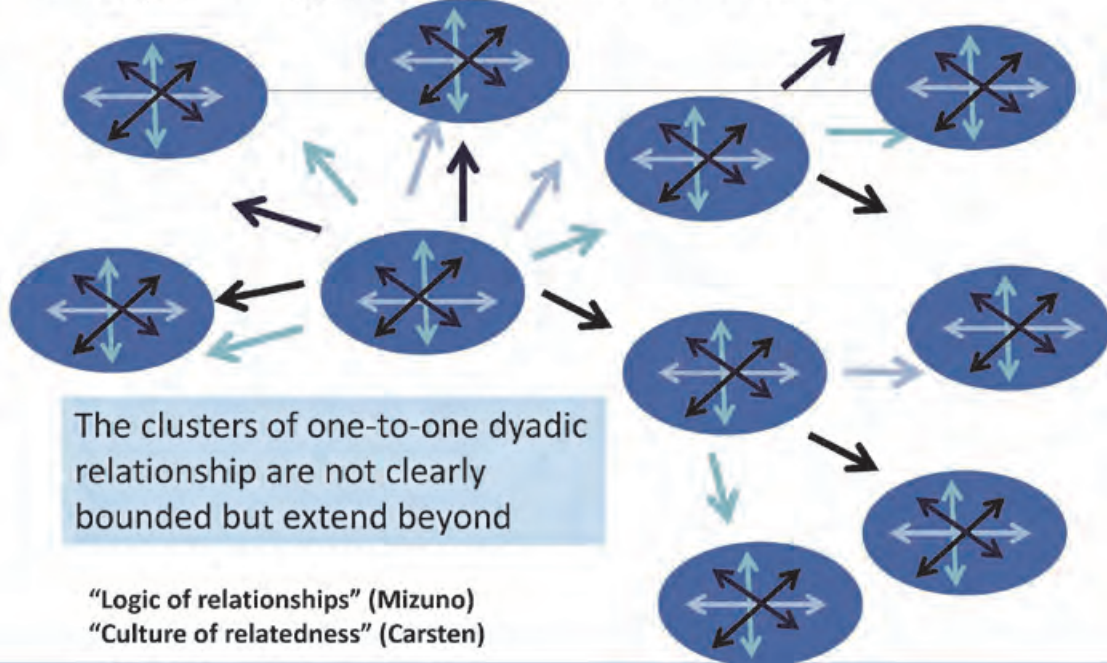 The clusters of one-to-one dyadic
relationship are not clearly
bounded but extend beyond
“Logic of relationships” (Mizuno)
“Culture of relatedness” (Carsten)